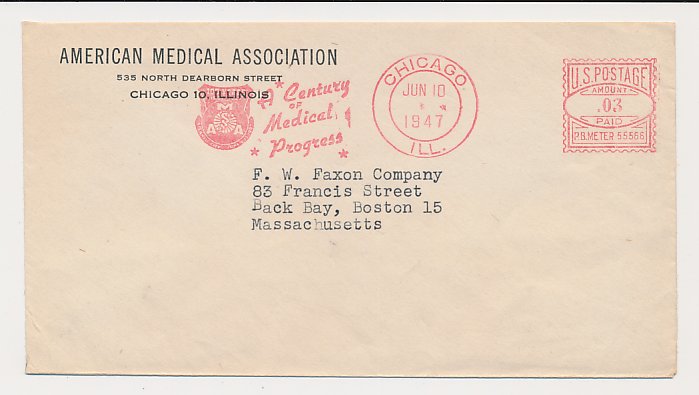 AMERICAN MEDICAL ASSOCIATION
535 NORTH DEARBORN STREET
CHICAGO 10, ILLINOIS
A M A
A Century
OF
Medical
Progress
CHICAGO
JUN 10
1947
ILL.
U.S. POSTAGE
AMOUNT
.03
PAID
P.B. METER 55566
F. W. Faxon Company
83 Francis Street
Back Bay, Boston 15
Massachusetts